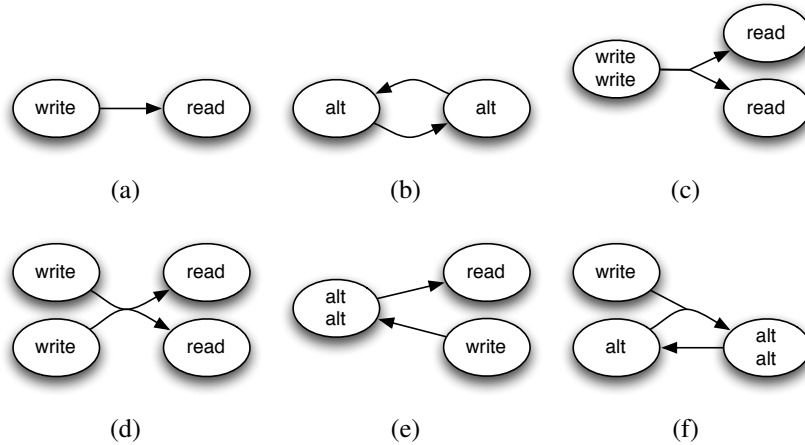 write
read
(a)
alt
alt
(b)
write
write
read
read
(c)
write
read
write
read
(d)
alt
alt
read
write
(e)
write
alt
alt
alt
(f)